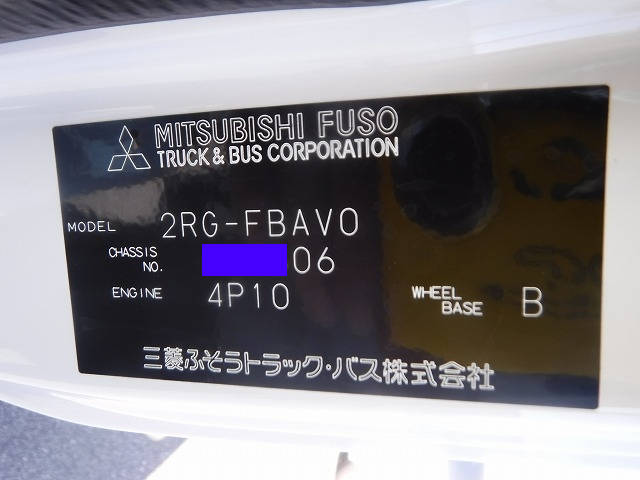 MITSUBISHI FUSO
TRUCK & BUS CORPORATION
MODEL 2RG-FBAV0
CHASSIS NO. 06
ENGINE 4P10 WHEEL BASE B
三菱ふそうトラック・バス株式会社